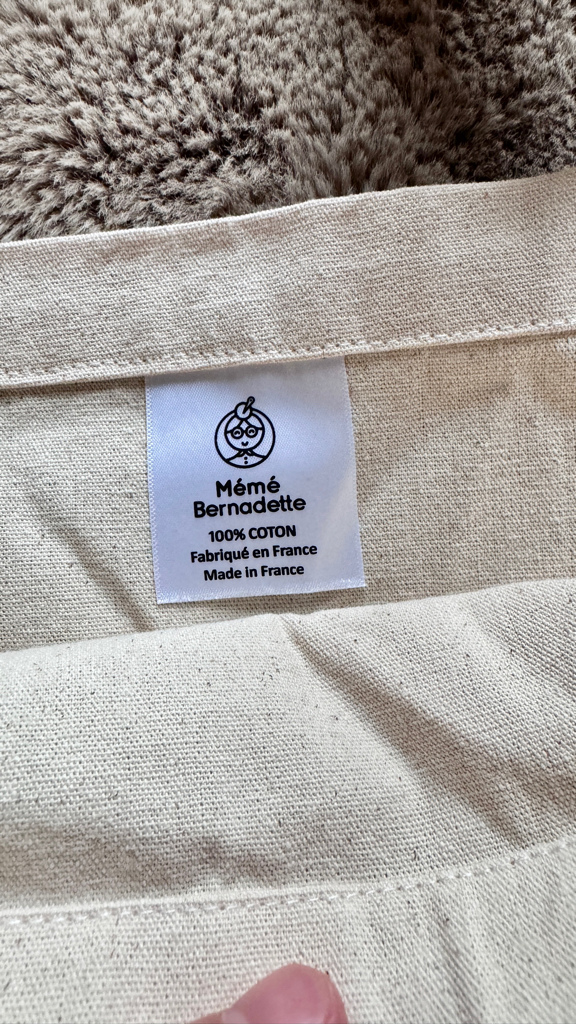 Mémé
Bernadette
100% COTON
Fabriqué en France
Made in France